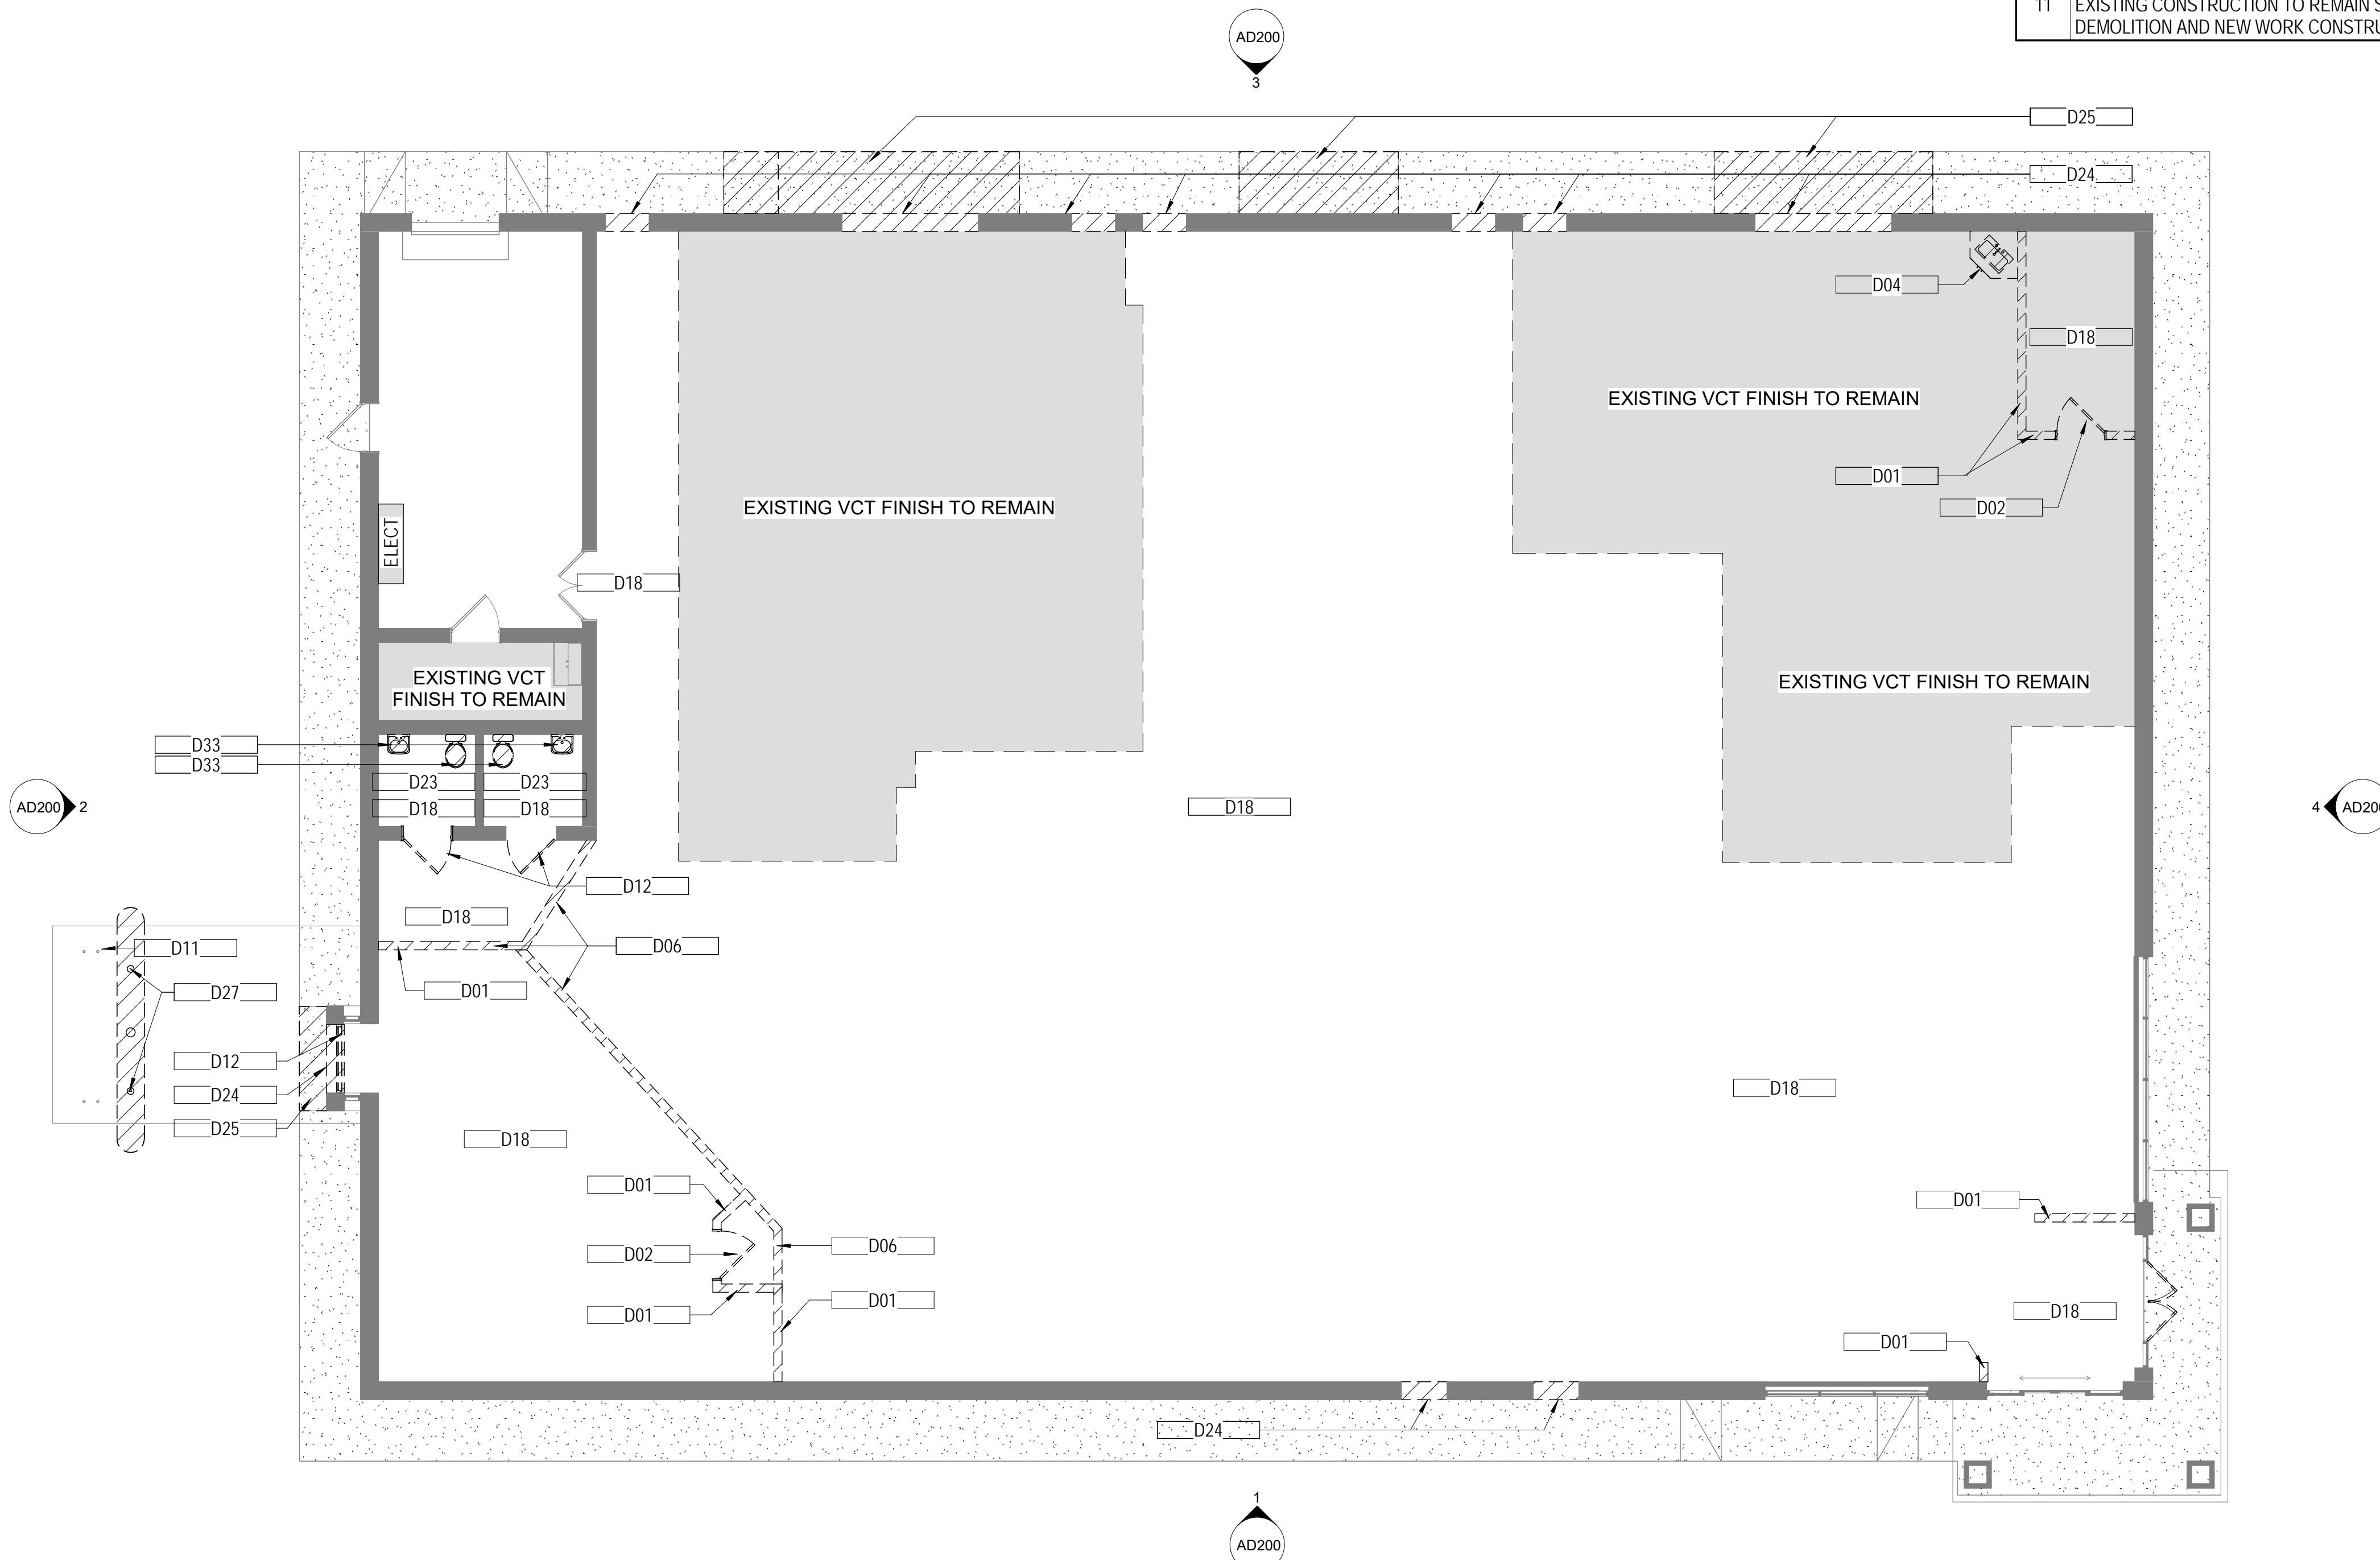 11 EXISTING CONSTRUCTION TO REMAIN
DEMOLITION AND NEW WORK
AD200
3
D25
D24
D04
D18
EXISTING VCT FINISH TO REMAIN
D01
D02
EXISTING VCT FINISH TO REMAIN
ELECT
D18
EXISTING VCT
FINISH TO REMAIN
EXISTING VCT FINISH TO REMAIN
D33
D33
D23
D23
D18
D18
AD200
2
D18
4
D12
D18
D06
D11
D01
D27
D12
D24
D25
D18
D18
D01
D02
D01
D06
D01
D01
D18
D01
D24
1
AD200